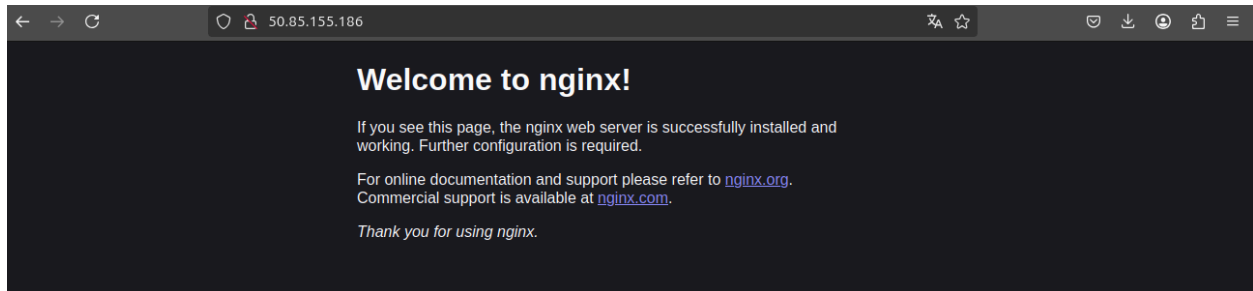 50.85.155.186
Welcome to nginx!
If you see this page, the nginx web server is successfully installed and
working. Further configuration is required.
For online documentation and support please refer to nginx.org.
Commercial support is available at nginx.com.
Thank you for using nginx.